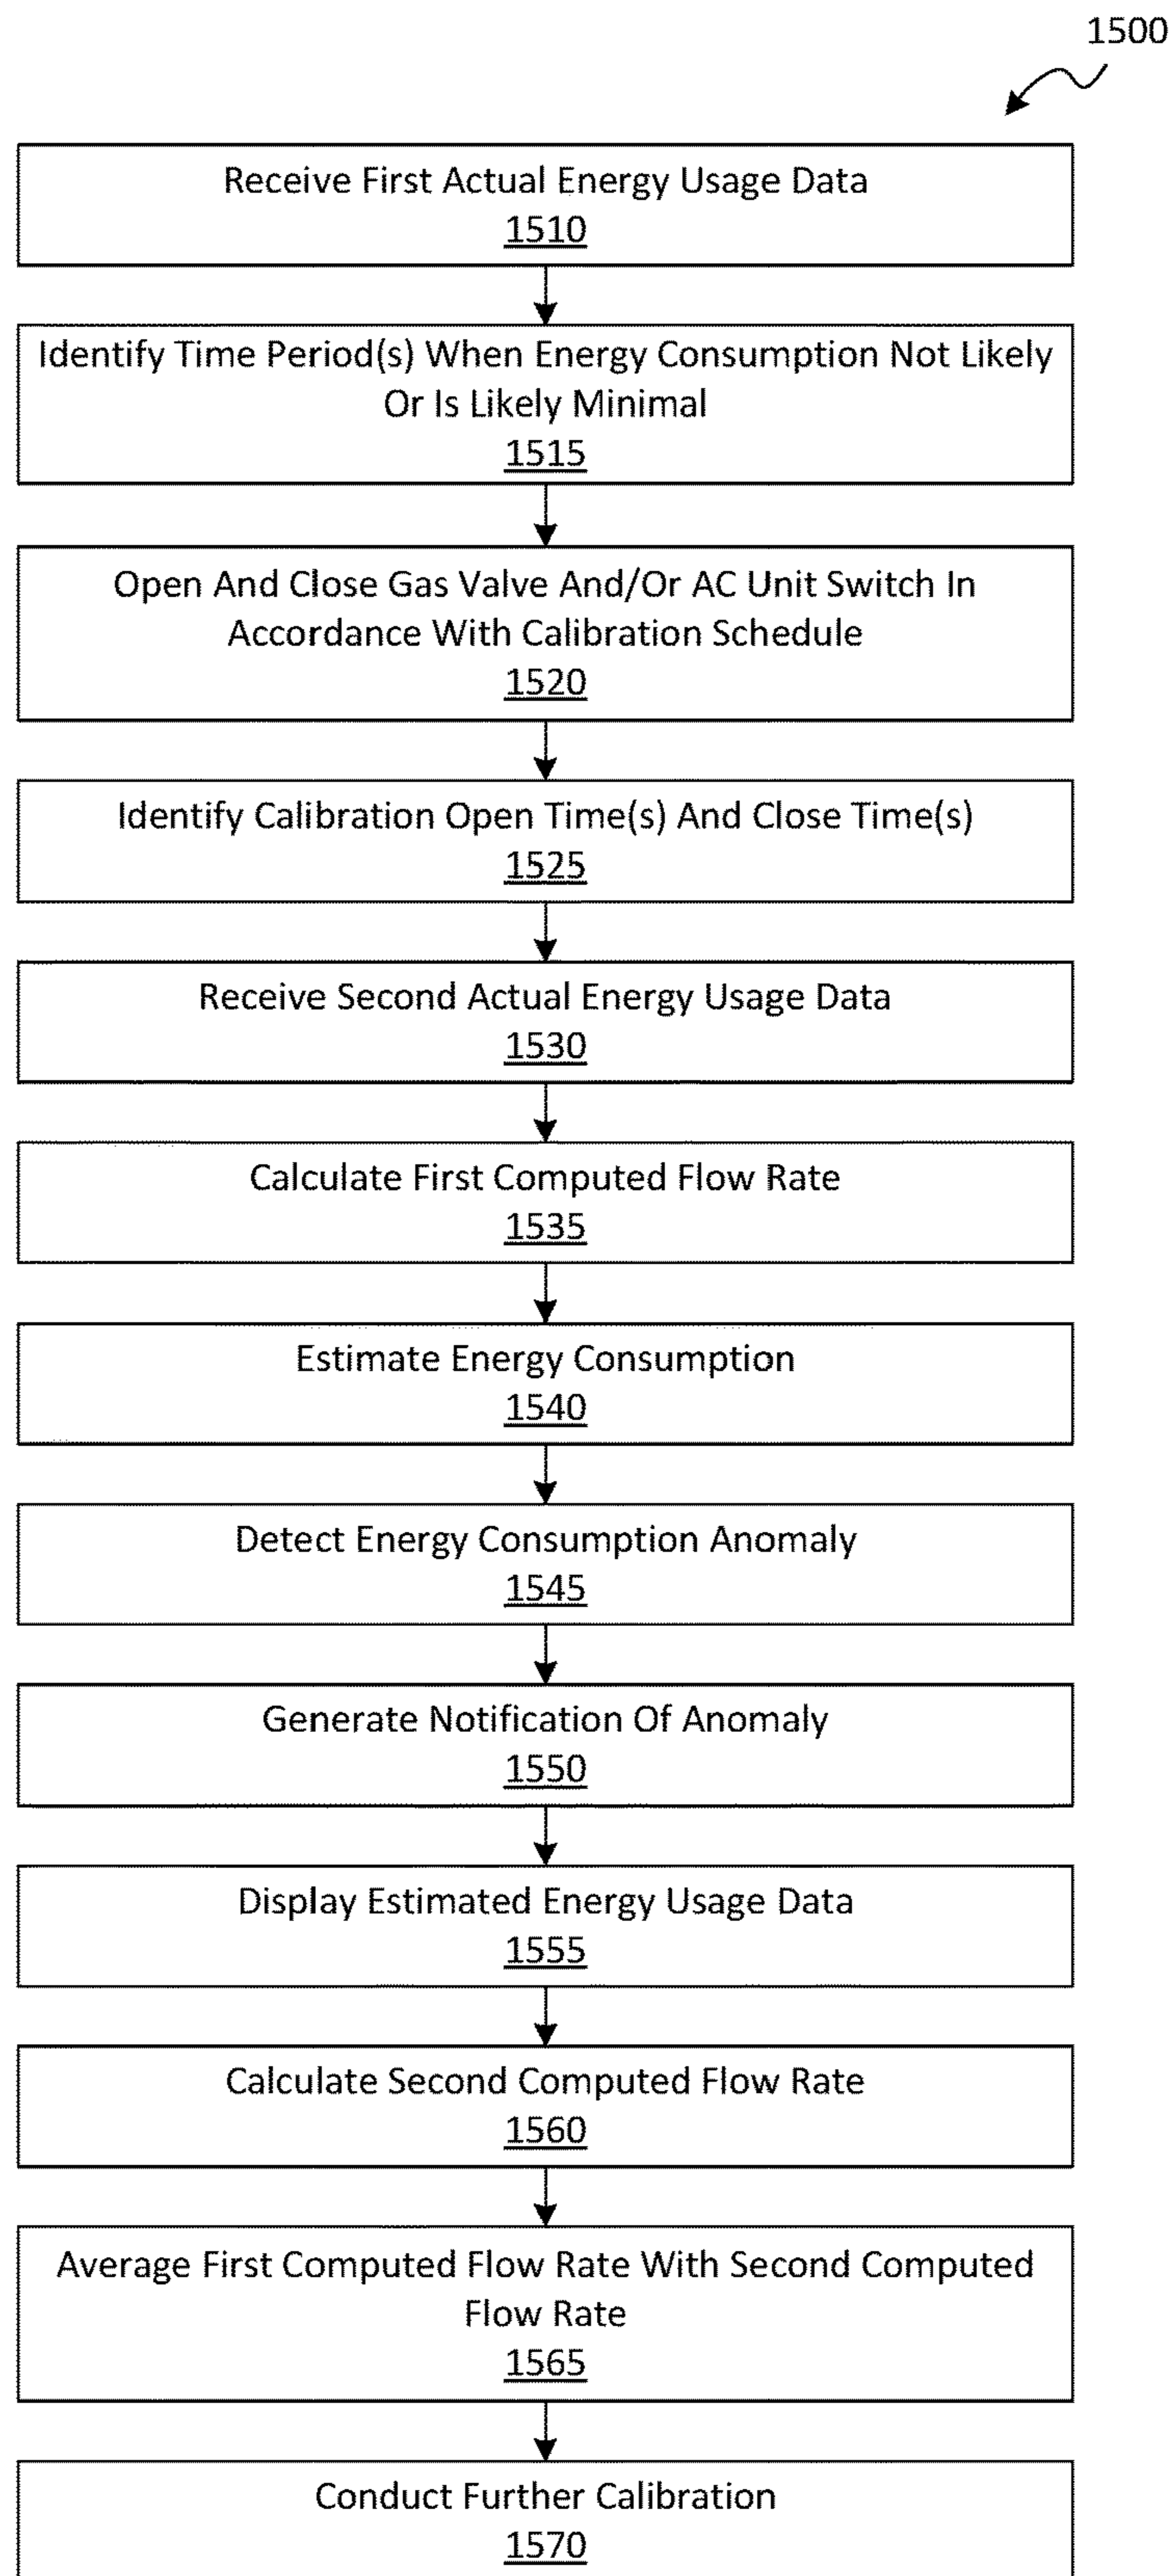 1500
Receive First Actual Energy Usage Data
1510
Identify Time Period(s) When Energy Consumption Not Likely
Or Is Likely Minimal
1515
Open And Close Gas Valve And/Or AC Unit Switch In
Accordance With Calibration Schedule
1520
Identify Calibration Open Time(s) And Close Time(s)
1525
Receive Second Actual Energy Usage Data
1530
Calculate First Computed Flow Rate
1535
Estimate Energy Consumption
1540
Detect Energy Consumption Anomaly
1545
Generate Notification Of Anomaly
1550
Display Estimated Energy Usage Data
1555
Calculate Second Computed Flow Rate
1560
Average First Computed Flow Rate With Second Computed
Flow Rate
1565
Conduct Further Calibration
1570